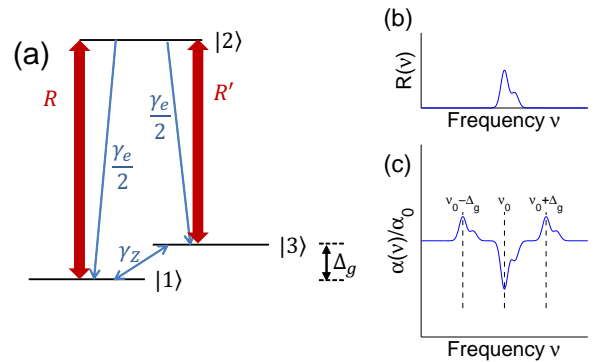 (a)
|2⟩
R
R′
γe/2
γe/2
γZ
|3⟩
|1⟩
Δg
(b)
R(ν)
Frequency ν
(c)
ν0-Δg
ν0
ν0+Δg
α(ν)/α0
Frequency ν